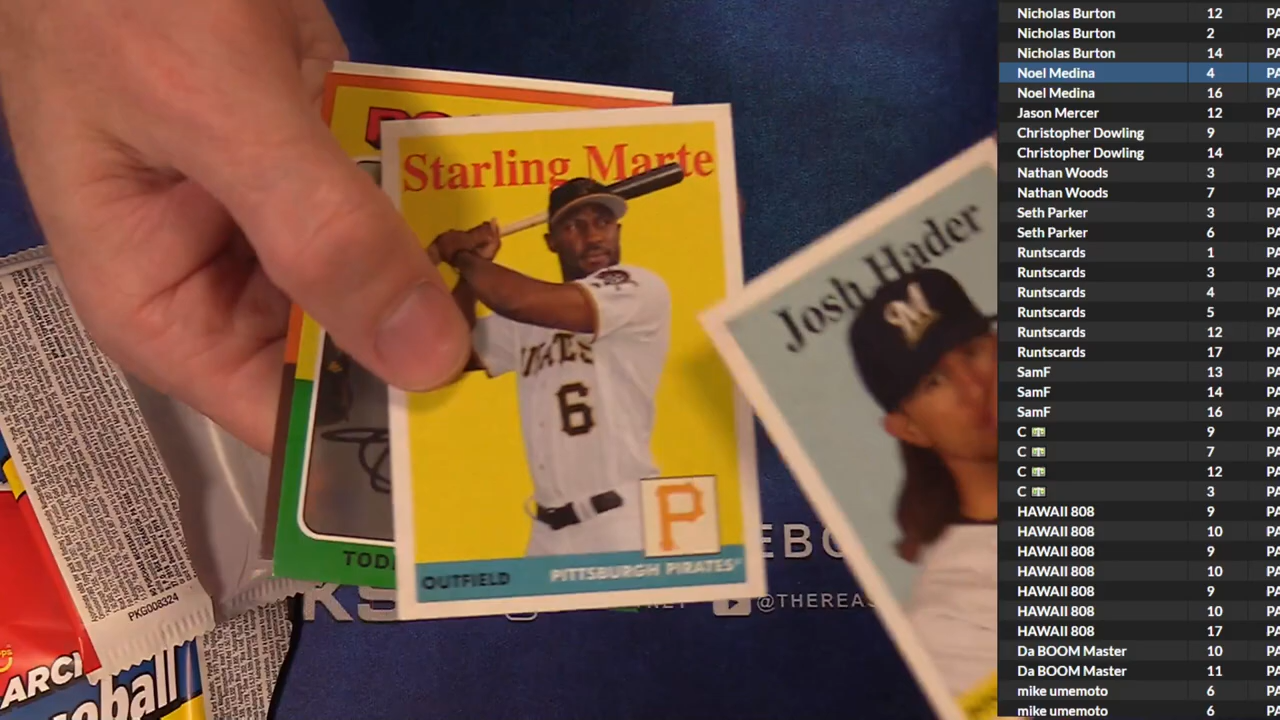 Starling Marte
PIRATES
6
P
OUTFIELD
PITTSBURGH PIRATES
Josh Hader
M
TOD
KS
EBO
@THEREAS
PKG008324
ARCH
oball
Nicholas Burton 12 PA
Nicholas Burton 2 PA
Nicholas Burton 14 PA
Noel Medina 4 PA
Noel Medina 16 PA
Jason Mercer 12 PA
Christopher Dowling 9 PA
Christopher Dowling 14 PA
Nathan Woods 3 PA
Nathan Woods 7 PA
Seth Parker 3 PA
Seth Parker 6 PA
Runtscards 1 PA
Runtscards 3 PA
Runtscards 4 PA
Runtscards 5 PA
Runtscards 12 PA
Runtscards 17 PA
SamF 13 PA
SamF 14 PA
SamF 16 PA
C 💵 9 PA
C 💵 7 PA
C 💵 12 PA
C 💵 3 PA
HAWAII 808 9 PA
HAWAII 808 10 PA
HAWAII 808 9 PA
HAWAII 808 10 PA
HAWAII 808 9 PA
HAWAII 808 10 PA
HAWAII 808 17 PA
Da BOOM Master 10 PA
Da BOOM Master 11 PA
mike umemoto 6 PA
mike umemoto 6 PA